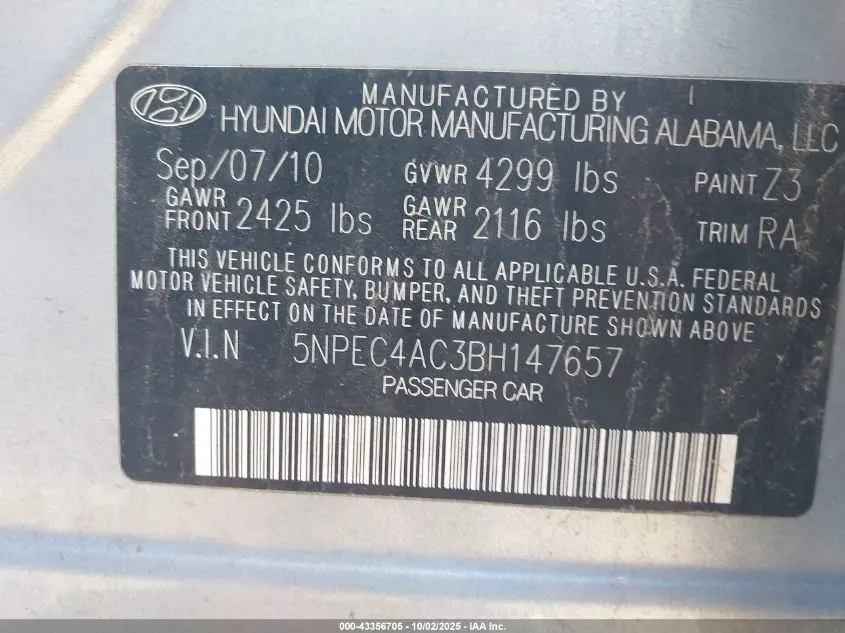 MANUFACTURED BY
HYUNDAI MOTOR MANUFACTURING ALABAMA, LLC
Sep/07/10 GVWR 4299 lbs PAINT Z3
GAWR FRONT 2425 lbs GAWR REAR 2116 lbs TRIM RA
THIS VEHICLE CONFORMS TO ALL APPLICABLE U.S.A. FEDERAL
MOTOR VEHICLE SAFETY, BUMPER, AND THEFT PREVENTION STANDARDS
IN EFFECT ON THE DATE OF MANUFACTURE SHOWN ABOVE
V.I.N 5NPEC4AC3BH147657
PASSENGER CAR
000-43356705 - 10/02/2025 - IAA Inc.